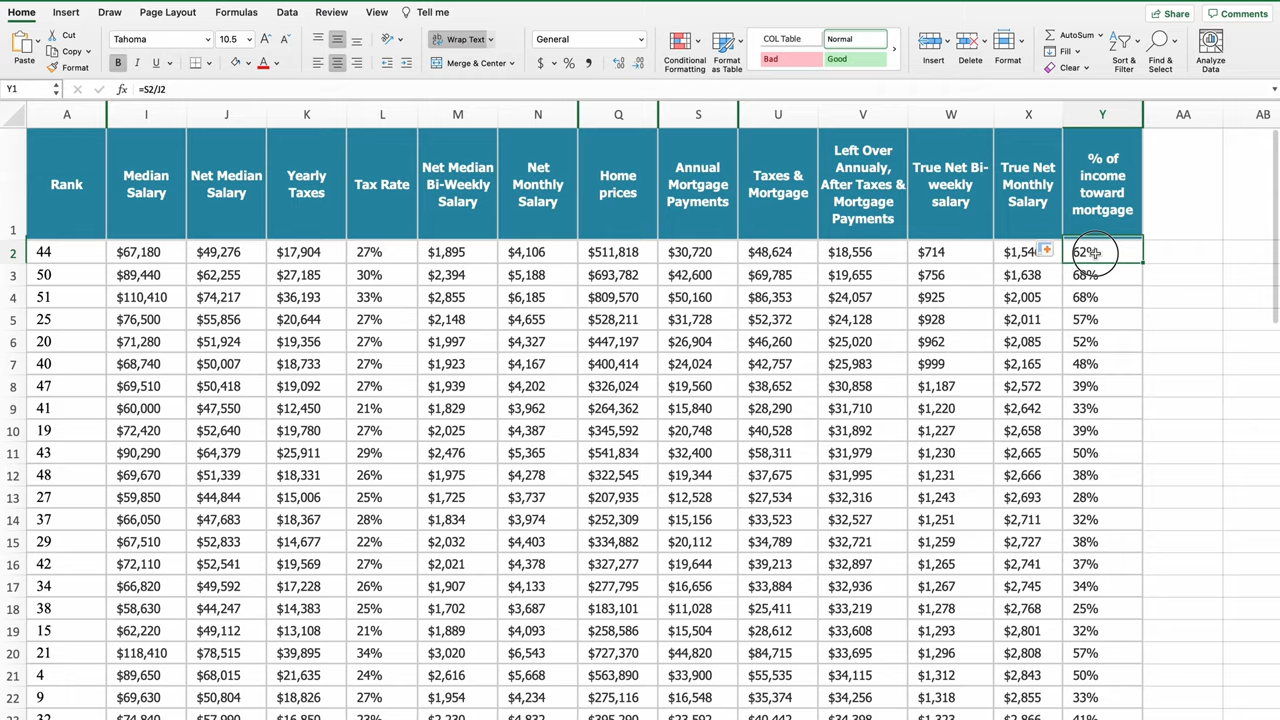 Home Insert Draw Page Layout Formulas Data Review View Tell me Share Comments
Paste Cut Copy Format Tahoma 10.5 A A B I U A Wrap Text Merge & Center General $ % Conditional Formatting Format as Table COL Table Normal Bad Good Insert Delete Format AutoSum Fill Clear Sort & Filter Find & Select Analyze Data
Y1 fx =S2/J2
A I J K L M N Q S U V W X Y AA AB
1 Rank Median Salary Net Median Salary Yearly Taxes Tax Rate Net Median Bi-Weekly Salary Net Monthly Salary Home prices Annual Mortgage Payments Taxes & Mortgage Left Over Annualy, After Taxes & Mortgage Payments True Net Bi-weekly salary True Net Monthly Salary % of income toward mortgage
2 44 $67,180 $49,276 $17,904 27% $1,895 $4,106 $511,818 $30,720 $48,624 $18,556 $714 62%
3 50 $89,440 $62,255 $27,185 30% $2,394 $5,188 $693,782 $42,600 $69,785 $19,655 $756 $1,638 68%
4 51 $110,410 $74,217 $36,193 33% $2,855 $6,185 $809,570 $50,160 $86,353 $24,057 $925 $2,005 68%
5 25 $76,500 $55,856 $20,644 27% $2,148 $4,655 $528,211 $31,728 $52,372 $24,128 $928 $2,011 57%
6 20 $71,280 $51,924 $19,356 27% $1,997 $4,327 $447,197 $26,904 $46,260 $25,020 $962 $2,085 52%
7 40 $68,740 $50,007 $18,733 27% $1,923 $4,167 $400,414 $24,024 $42,757 $25,983 $999 $2,165 48%
8 47 $69,510 $50,418 $19,092 27% $1,939 $4,202 $326,024 $19,560 $38,652 $30,858 $1,187 $2,572 39%
9 41 $60,000 $47,550 $12,450 21% $1,829 $3,962 $264,362 $15,840 $28,290 $31,710 $1,220 $2,642 33%
10 19 $72,420 $52,640 $19,780 27% $2,025 $4,387 $345,592 $20,748 $40,528 $31,892 $1,227 $2,658 39%
11 43 $90,290 $64,379 $25,911 29% $2,476 $5,365 $541,834 $32,400 $58,311 $31,979 $1,230 $2,665 50%
12 48 $69,670 $51,339 $18,331 26% $1,975 $4,278 $322,545 $19,344 $37,675 $31,995 $1,231 $2,666 38%
13 27 $59,850 $44,844 $15,006 25% $1,725 $3,737 $207,935 $12,528 $27,534 $32,316 $1,243 $2,693 28%
14 37 $66,050 $47,683 $18,367 28% $1,834 $3,974 $252,309 $15,156 $33,523 $32,527 $1,251 $2,711 32%
15 29 $67,510 $52,833 $14,677 22% $2,032 $4,403 $334,882 $20,112 $34,789 $32,721 $1,259 $2,727 38%
16 42 $72,110 $52,541 $19,569 27% $2,021 $4,378 $327,277 $19,644 $39,213 $32,897 $1,265 $2,741 37%
17 34 $66,820 $49,592 $17,228 26% $1,907 $4,133 $277,795 $16,656 $33,884 $32,936 $1,267 $2,745 34%
18 38 $58,630 $44,247 $14,383 25% $1,702 $3,687 $183,101 $11,028 $25,411 $33,219 $1,278 $2,768 25%
19 15 $62,220 $49,112 $13,108 21% $1,889 $4,093 $258,586 $15,504 $28,612 $33,608 $1,293 $2,801 32%
20 21 $118,410 $78,515 $39,895 34% $3,020 $6,543 $727,370 $44,820 $84,715 $33,695 $1,296 $2,808 57%
21 4 $89,650 $68,015 $21,635 24% $2,616 $5,668 $563,890 $33,900 $55,535 $34,115 $1,312 $2,843 50%
22 9 $69,630 $50,804 $18,826 27% $1,954 $4,234 $275,116 $16,548 $35,374 $34,256 $1,318 $2,855 33%